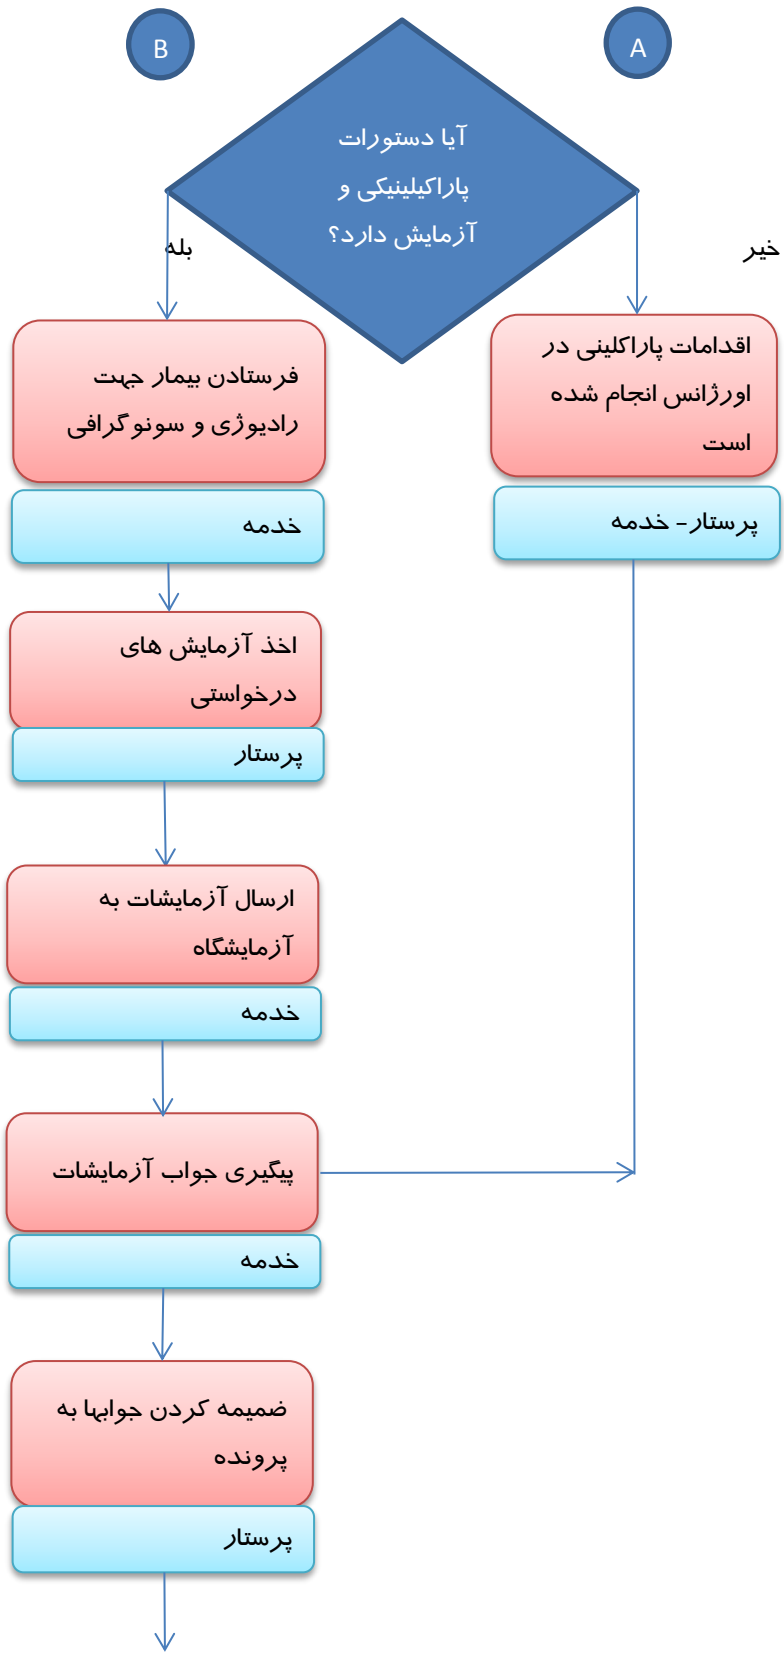 B
A
آیا دستورات
پاراکیلینیکی و
آزمایش دارد؟
بله
خیر
اقدامات پاراکلینی در
اورژانس انجام شده
است
پرستار- خدمه
فرستادن بیمار جهت
رادیوژی و سونوگرافی
خدمه
اخذ آزمایش های
درخواستی
پرستار
ارسال آزمایشات به
آزمایشگاه
خدمه
پیگیری جواب آزمایشات
خدمه
ضمیمه کردن جوابها به
پرونده
پرستار